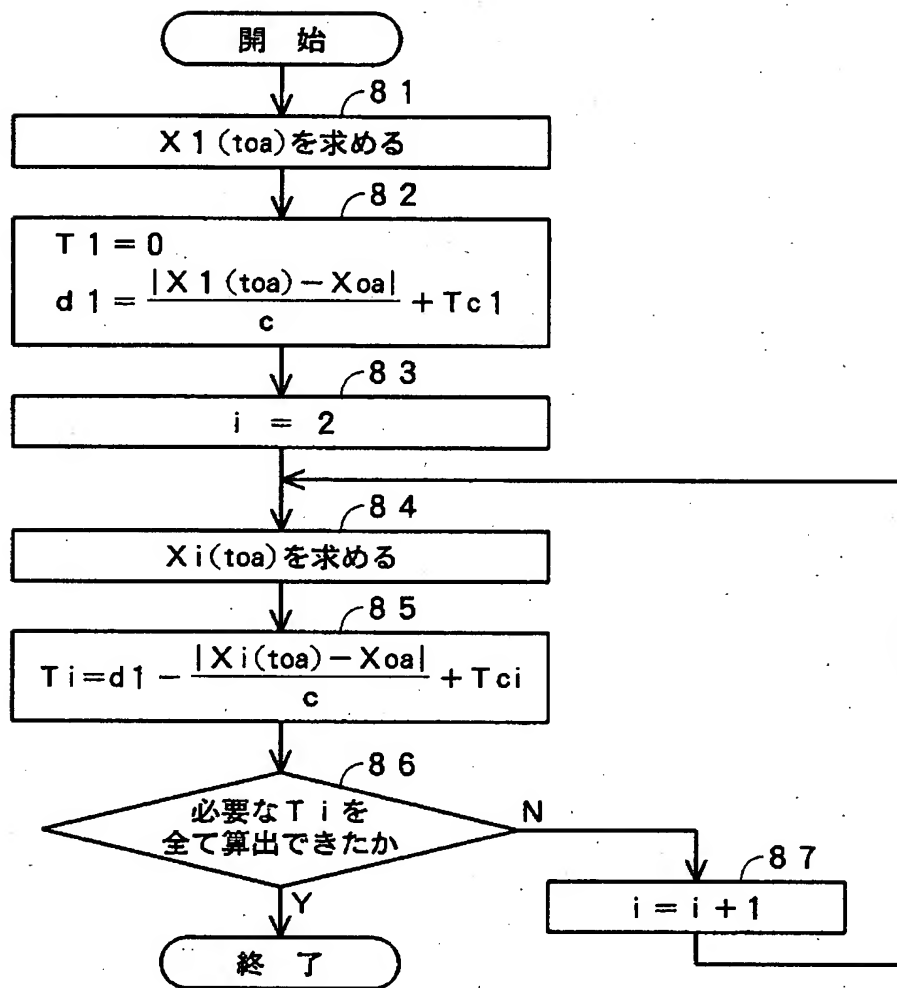 開 始
81
X1(toa)を求める
82
T1=0
d1= |X1(toa)-Xoa| / c +Tc1
83
i = 2
84
Xi(toa)を求める
85
Ti=d1- |Xi(toa)-Xoa| / c +Tci
86
必要なTiを
全て算出できたか
N
87
i=i+1
Y
終 了